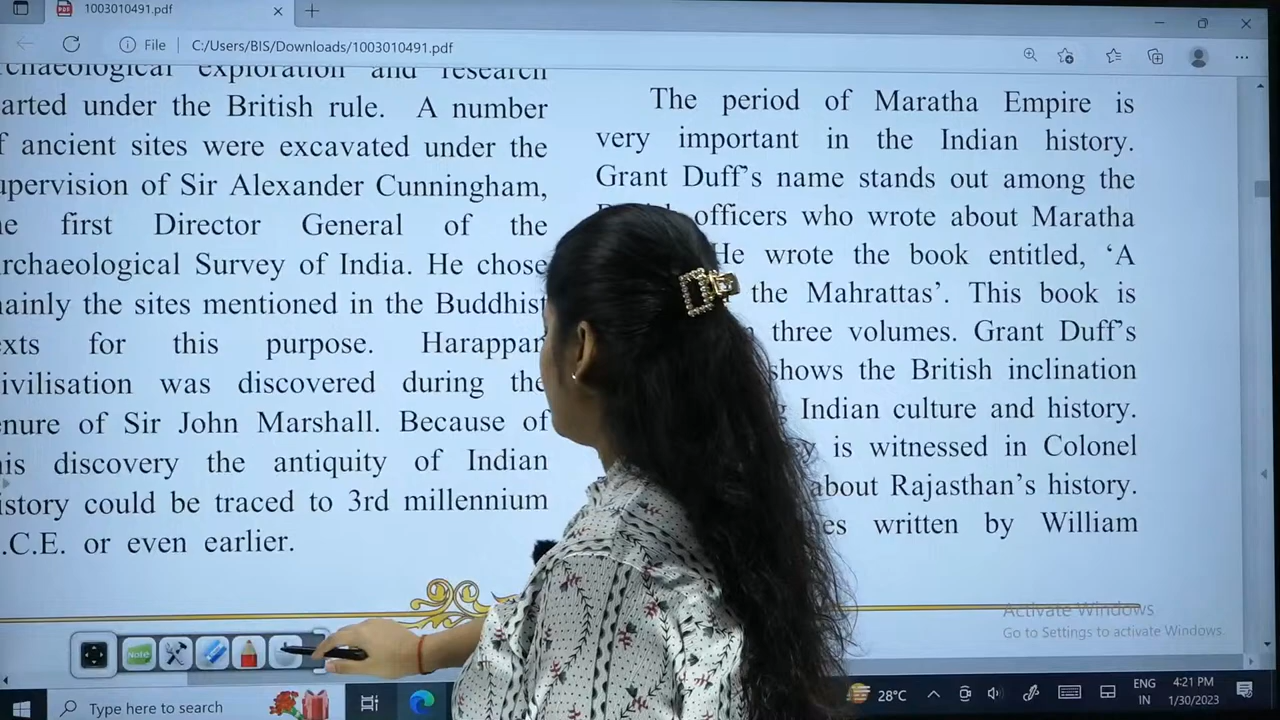 1003010491.pdf
File
C:/Users/BIS/Downloads/1003010491.pdf
rchaeological exploration and research
arted under the British rule. A number
f ancient sites were excavated under the
upervision of Sir Alexander Cunningham,
he first Director General of the
rchaeological Survey of India. He chose
ainly the sites mentioned in the Buddhist
exts for this purpose. Harappan
ivilisation was discovered during the
enure of Sir John Marshall. Because of
his discovery the antiquity of Indian
istory could be traced to 3rd millennium
.C.E. or even earlier.
The period of Maratha Empire is
very important in the Indian history.
Grant Duff's name stands out among the
officers who wrote about Maratha
He wrote the book entitled, 'A
the Mahrattas'. This book is
three volumes. Grant Duff's
shows the British inclination
Indian culture and history.
is witnessed in Colonel
about Rajasthan's history.
written by William
Activate Windows
Go to Settings to activate Windows.
Note
Type here to search
28°C
ENG
IN
4:21 PM
1/30/2023